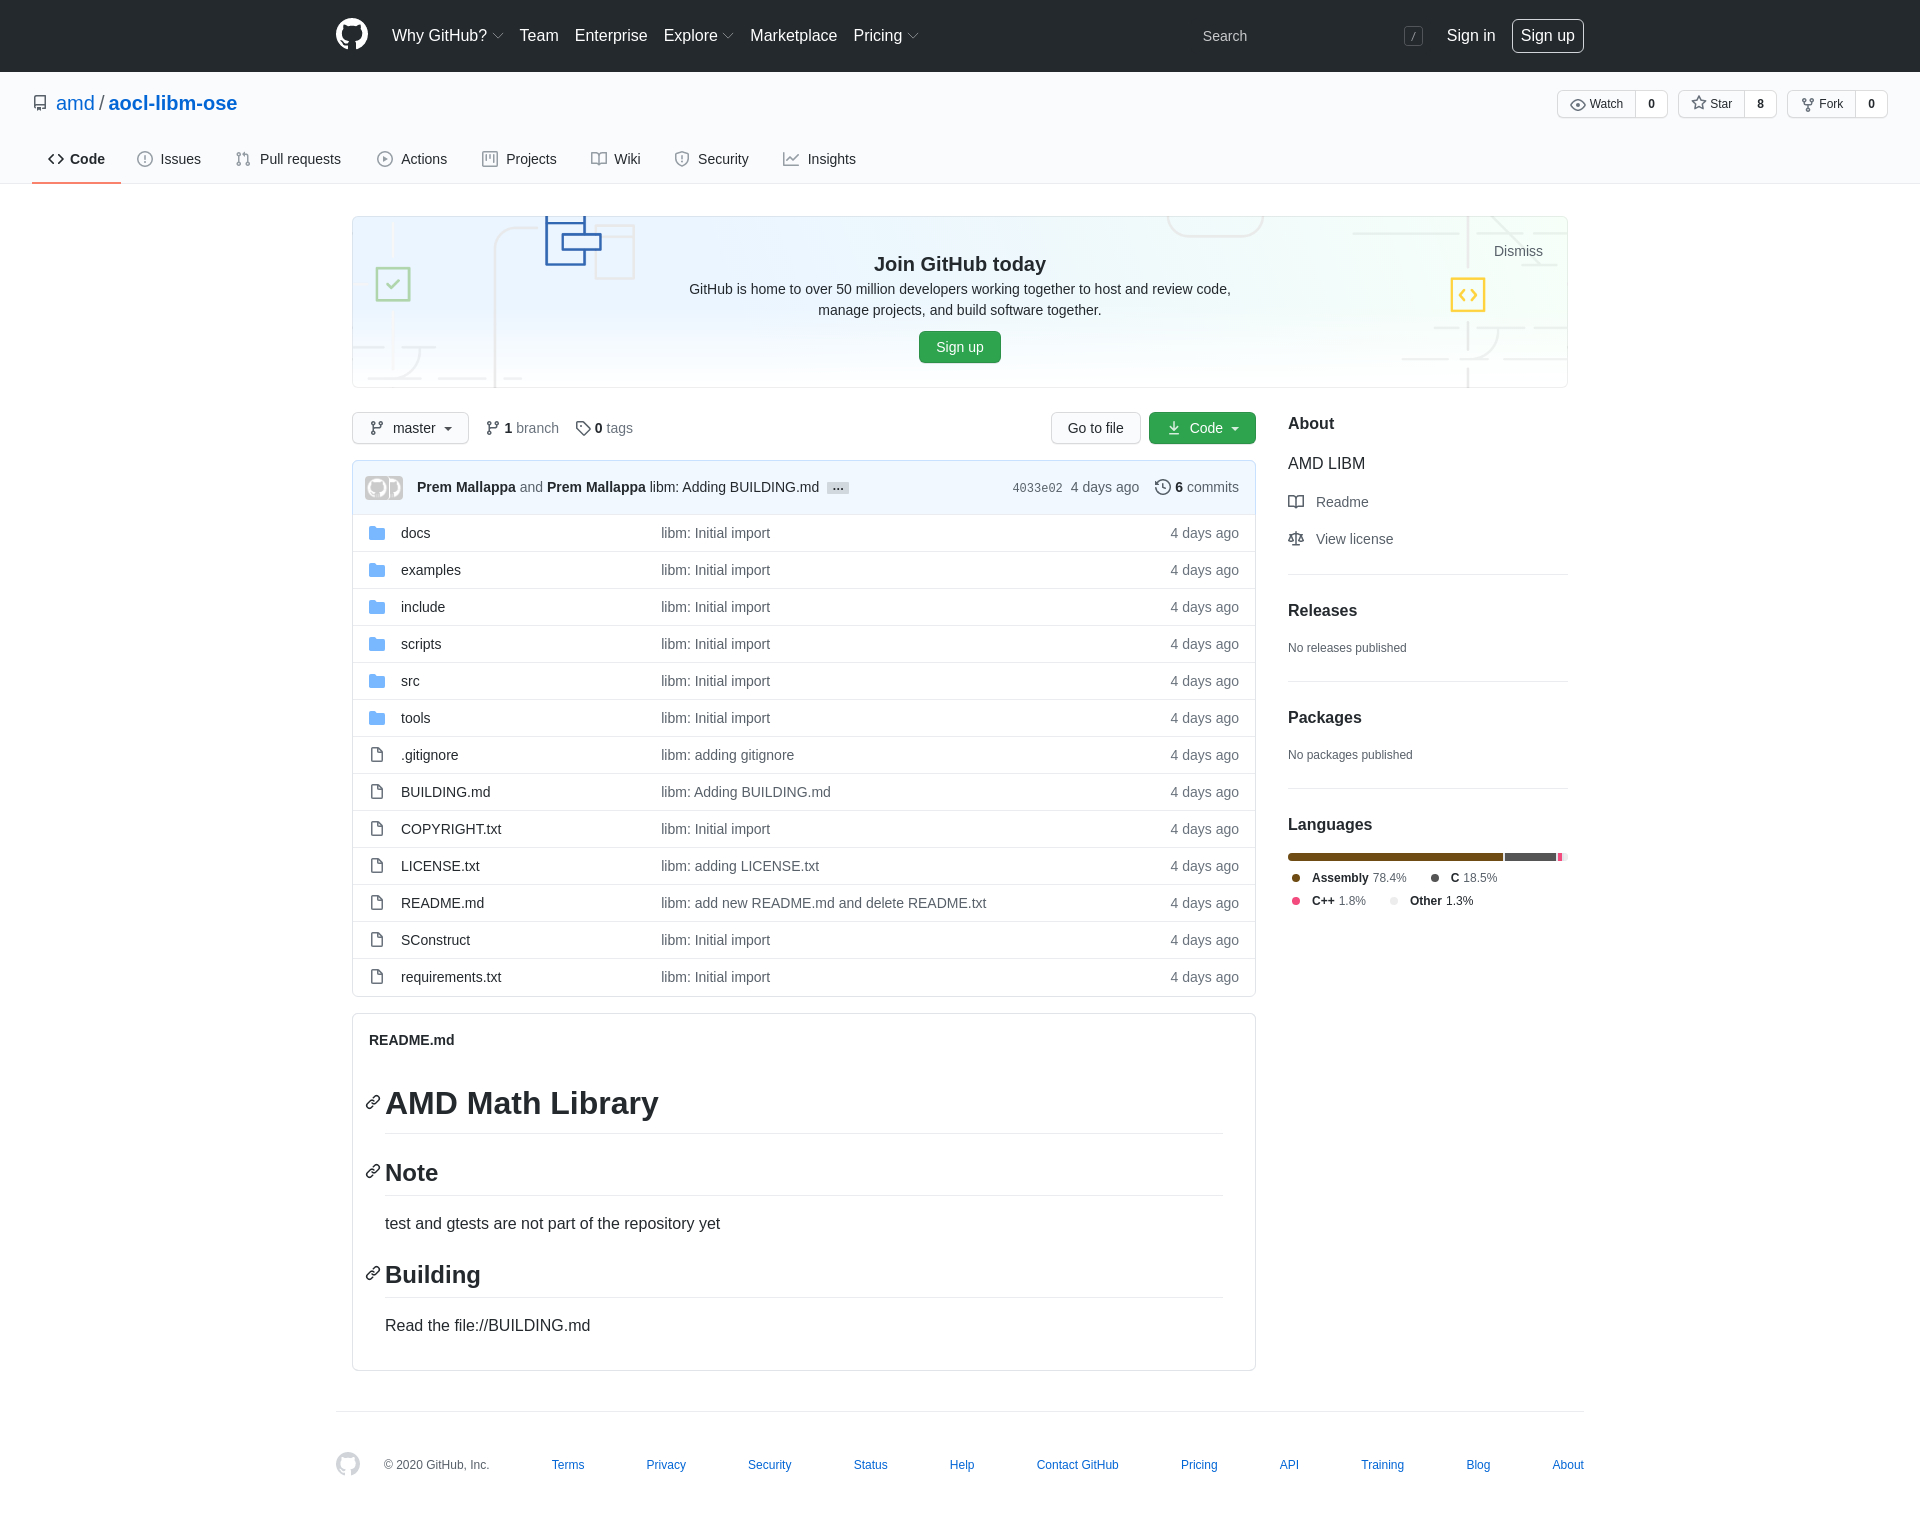 Why GitHub? Team Enterprise Explore Marketplace Pricing Search / Sign in Sign up
amd / aocl-libm-ose Watch 0 Star 8 Fork 0
Code Issues Pull requests Actions Projects Wiki Security Insights
Dismiss
Join GitHub today
GitHub is home to over 50 million developers working together to host and review code,
manage projects, and build software together.
Sign up
master 1 branch 0 tags Go to file Code
Prem Mallappa and Prem Mallappa libm: Adding BUILDING.md … 4033e02 4 days ago 6 commits
docs libm: Initial import 4 days ago
examples libm: Initial import 4 days ago
include libm: Initial import 4 days ago
scripts libm: Initial import 4 days ago
src libm: Initial import 4 days ago
tools libm: Initial import 4 days ago
.gitignore libm: adding gitignore 4 days ago
BUILDING.md libm: Adding BUILDING.md 4 days ago
COPYRIGHT.txt libm: Initial import 4 days ago
LICENSE.txt libm: adding LICENSE.txt 4 days ago
README.md libm: add new README.md and delete README.txt 4 days ago
SConstruct libm: Initial import 4 days ago
requirements.txt libm: Initial import 4 days ago
README.md
AMD Math Library
Note
test and gtests are not part of the repository yet
Building
Read the file://BUILDING.md
About
AMD LIBM
Readme
View license
Releases
No releases published
Packages
No packages published
Languages
Assembly 78.4% C 18.5%
C++ 1.8% Other 1.3%
© 2020 GitHub, Inc. Terms Privacy Security Status Help Contact GitHub Pricing API Training Blog About